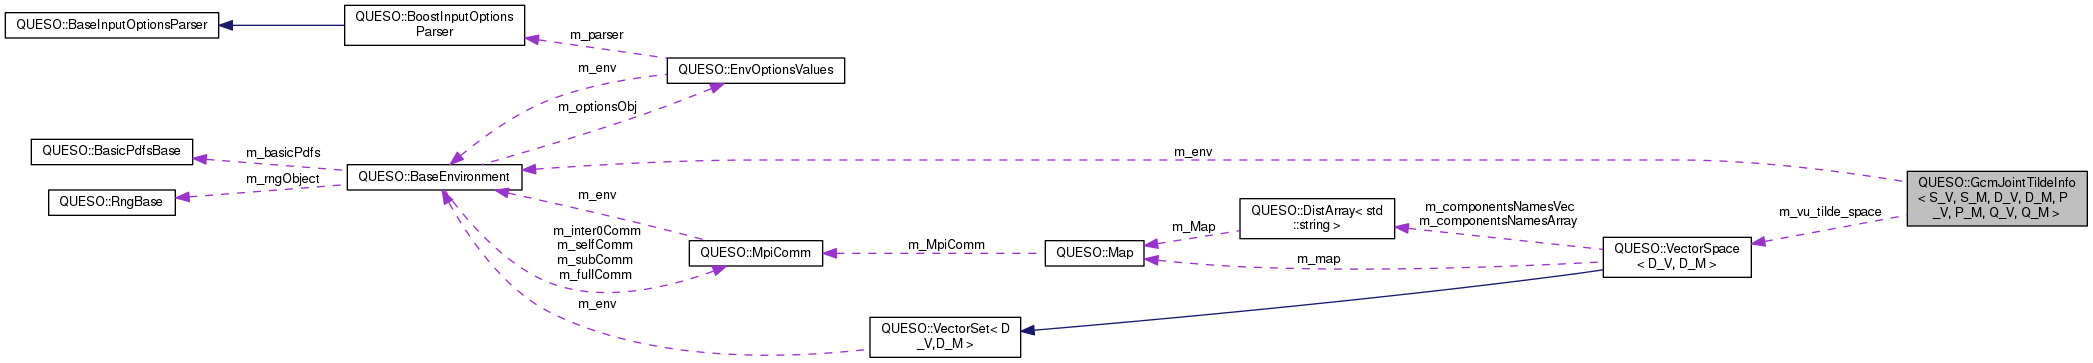 QUESO::BaseInputOptionsParser
QUESO::BoostInputOptions
Parser
m_parser
QUESO::EnvOptionsValues
m_env
m_optionsObj
QUESO::BasicPdfsBase
m_basicPdfs
QUESO::BaseEnvironment
m_rngObject
QUESO::RngBase
m_env
QUESO::GcmJointTildeInfo
< S_V, S_M, D_V, D_M, P
_V, P_M, Q_V, Q_M >
m_vu_tilde_space
m_env
m_inter0Comm
m_selfComm
m_subComm
m_fullComm
QUESO::MpiComm
m_MpiComm
QUESO::Map
m_Map
QUESO::DistArray< std
::string >
m_componentsNamesVec
m_componentsNamesArray
m_map
QUESO::VectorSpace
< D_V, D_M >
m_env
QUESO::VectorSet< D
_V,D_M >